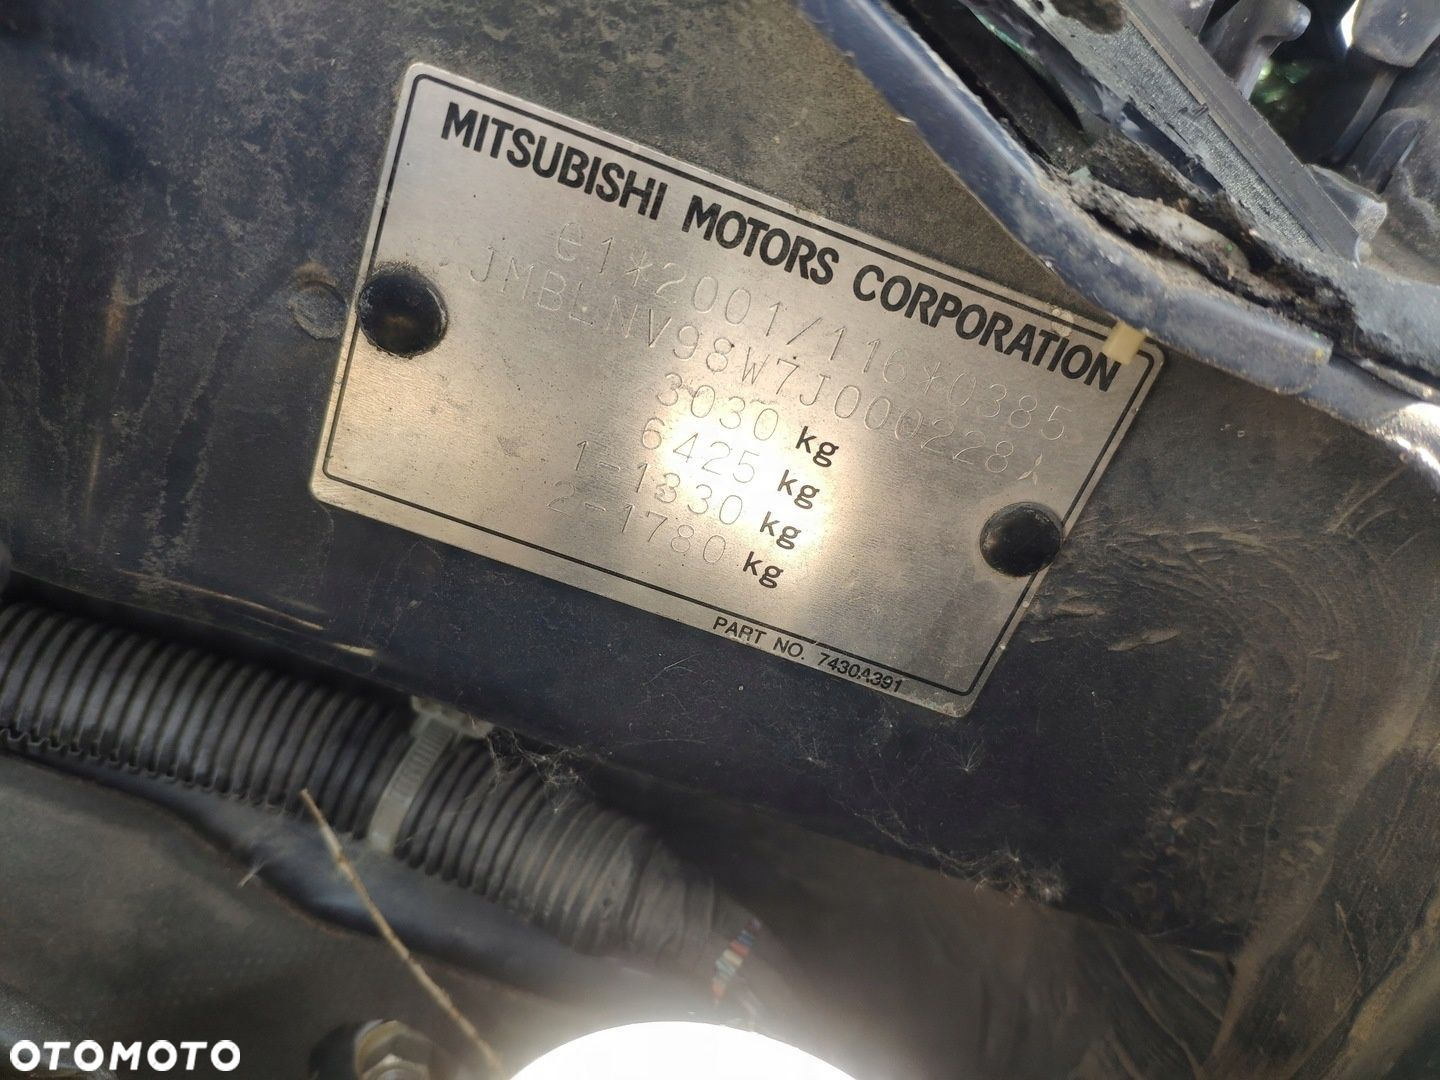 MITSUBISHI MOTORS CORPORATION
e1*2001/116*0385
JMBLNV98W7J000228
3030 kg
6425 kg
1-1330 kg
2-1780 kg
PART NO. 7430A391
OTOMOTO